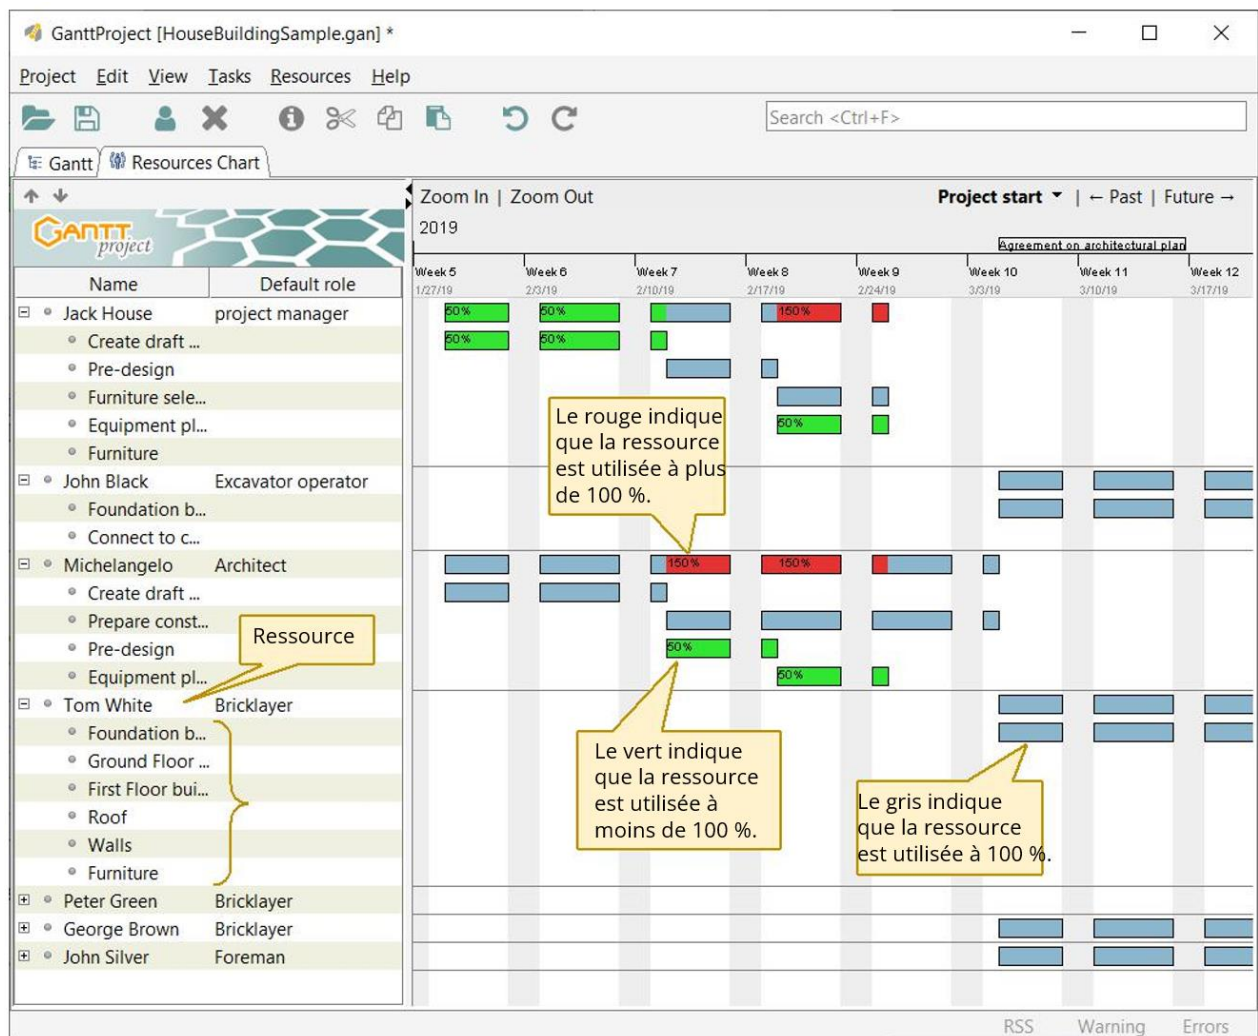 GanttProject [HouseBuildingSample.gan] *
Project Edit View Tasks Resources Help
Search <Ctrl+F>
Gantt Resources Chart
Zoom In | Zoom Out Project start | ← Past | Future →
GANTT
project
2019
Agreement on architectural plan
Name Default role
Week 5 Week 6 Week 7 Week 8 Week 9 Week 10 Week 11 Week 12
1/27/19 2/3/19 2/10/19 2/17/19 2/24/19 3/3/19 3/10/19 3/17/19
Jack House project manager 50% 50% 150%
Create draft ... 50% 50%
Pre-design
Furniture sele...
Equipment pl... 50%
Furniture
Le rouge indique
que la ressource
est utilisée à plus
de 100 %.
John Black Excavator operator
Foundation b...
Connect to c...
Michelangelo Architect 150% 150%
Create draft ...
Prepare const...
Pre-design 50%
Equipment pl... 50%
Ressource
Tom White Bricklayer
Foundation b...
Ground Floor ...
First Floor bui...
Roof
Walls
Furniture
Le vert indique
que la ressource
est utilisée à
moins de 100 %.
Le gris indique
que la ressource
est utilisée à 100 %.
Peter Green Bricklayer
George Brown Bricklayer
John Silver Foreman
RSS Warning Errors